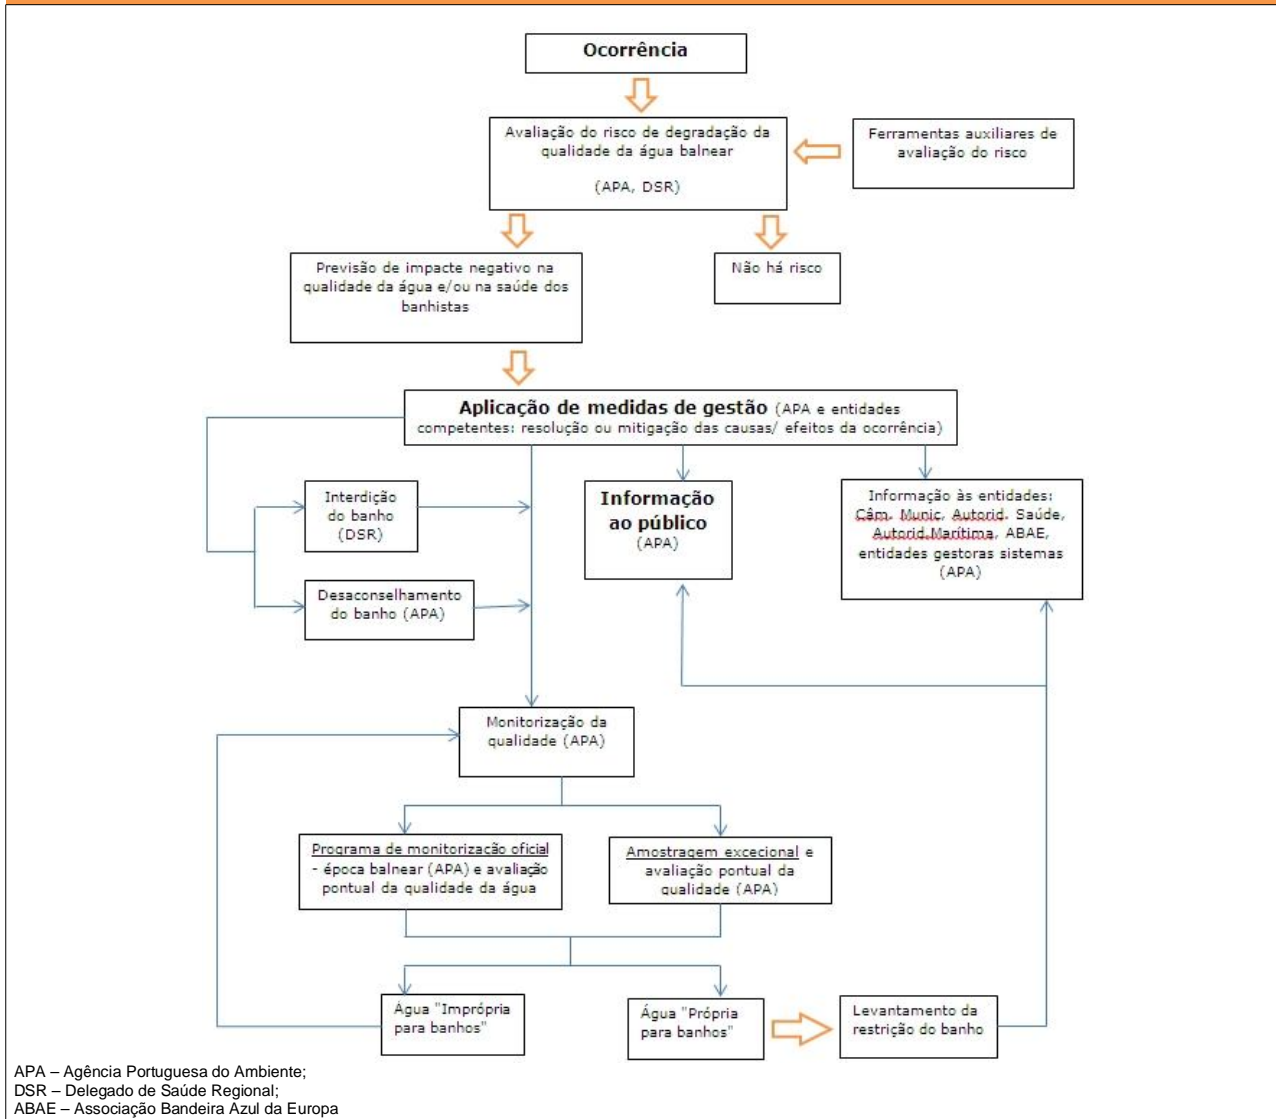 Ocorrência
Avaliação do risco de degradação da
qualidade da água balnear
(APA, DSR)
Ferramentas auxiliares de
avaliação do risco
Previsão de impacte negativo na
qualidade da água e/ou na saúde dos
banhistas
Não há risco
Aplicação de medidas de gestão (APA e entidades
competentes: resolução ou mitigação das causas/ efeitos da ocorrência)
Interdição
do banho
(DSR)
Informação
ao público
(APA)
Informação às entidades:
Câm. Munic, Autorid. Saúde,
Autorid.Marítima, ABAE,
entidades gestoras sistemas
(APA)
Desaconselhamento
do banho (APA)
Monitorização da
qualidade (APA)
Programa de monitorização oficial
- época balnear (APA) e avaliação
pontual da qualidade da água
Amostragem excecional e
avaliação pontual da
qualidade (APA)
Água "Imprópria
para banhos"
Água "Própria
para banhos"
Levantamento da
restrição do banho
APA – Agência Portuguesa do Ambiente;
DSR – Delegado de Saúde Regional;
ABAE – Associação Bandeira Azul da Europa